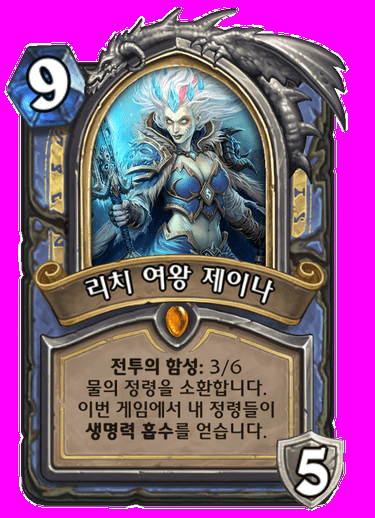 9
리치 여왕 제이나
전투의 함성: 3/6
물의 정령을 소환합니다.
이번 게임에서 내 정령들이
생명력 흡수를 얻습니다.
5